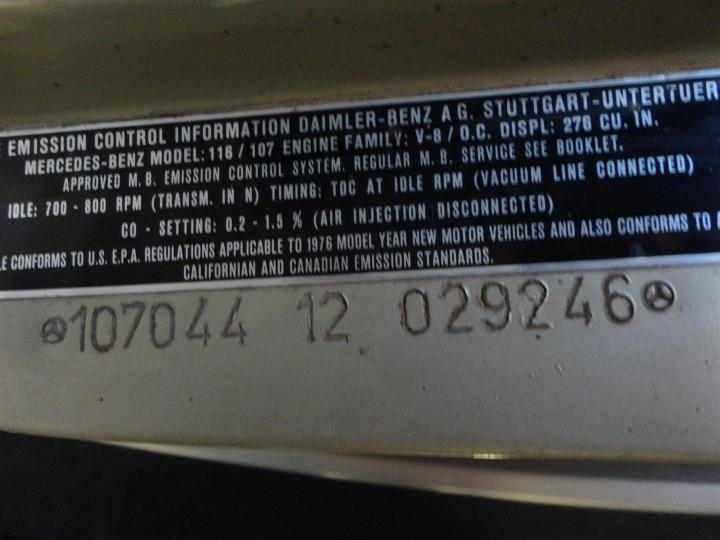 EMISSION CONTROL INFORMATION DAIMLER-BENZ A G. STUTTGART-UNTERTUER
MERCEDES-BENZ MODEL: 116 / 107 ENGINE FAMILY: V-8 / O.C. DISPL: 276 CU. IN.
APPROVED M. B. EMISSION CONTROL SYSTEM. REGULAR M. B. SERVICE SEE BOOKLET.
IDLE: 700 - 800 RPM (TRANSM. IN N) TIMING: TDC AT IDLE RPM (VACUUM LINE CONNECTED)
CO - SETTING: 0.2 - 1.5 % (AIR INJECTION DISCONNECTED)
LE CONFORMS TO U.S. E.P.A. REGULATIONS APPLICABLE TO 1976 MODEL YEAR NEW MOTOR VEHICLES AND ALSO CONFORMS TO
CALIFORNIAN AND CANADIAN EMISSION STANDARDS.
107044 12 029246